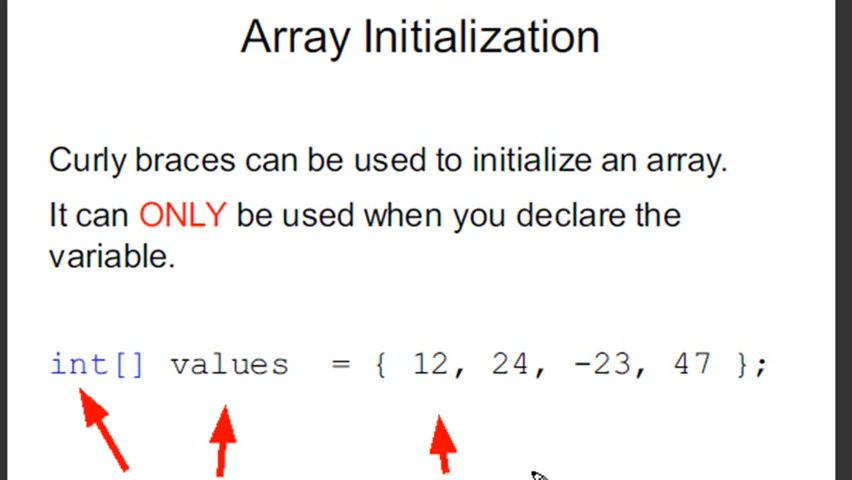 Array Initialization
Curly braces can be used to initialize an array.
It can ONLY be used when you declare the
variable.
int[] values = { 12, 24, -23, 47 };